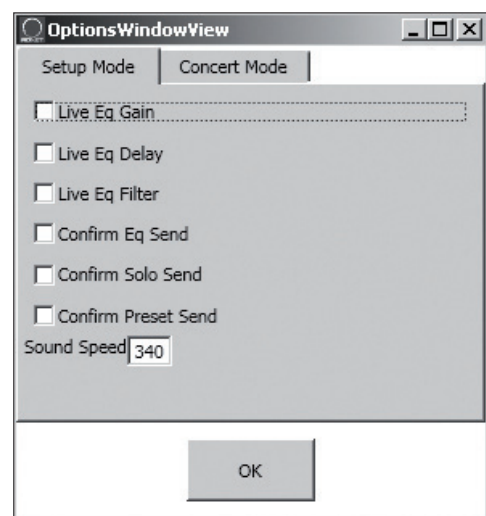 OptionsWindowView
Setup Mode Concert Mode
Live Eq Gain
Live Eq Delay
Live Eq Filter
Confirm Eq Send
Confirm Solo Send
Confirm Preset Send
Sound Speed 340
OK